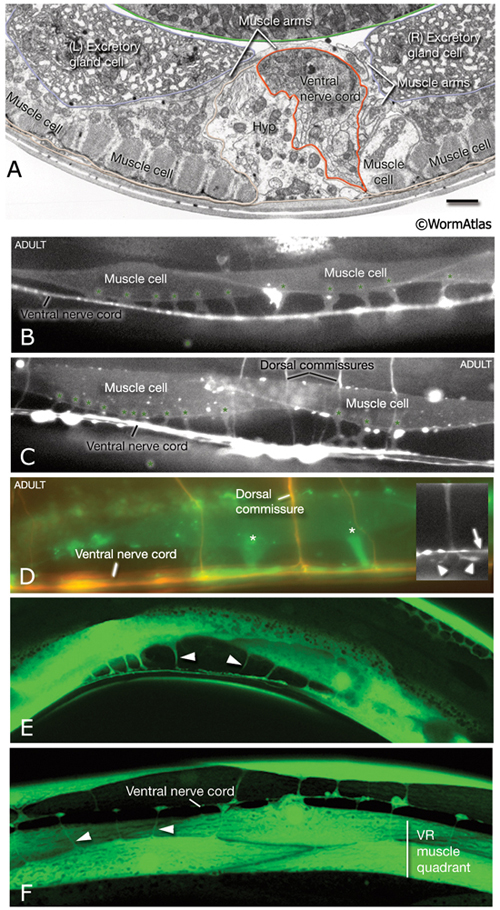 Muscle arms
(L) Excretory
gland cell
(R) Excretory
gland cell
Ventral
nerve cord
Muscle arms
Muscle cell
Hyp
Muscle cell
Muscle
cell
Muscle cell
A
©WormAtlas
ADULT
Muscle cell
Muscle cell
Ventral nerve cord
B
Dorsal commissures
ADULT
Muscle cell
Muscle cell
Ventral nerve cord
C
ADULT
Dorsal
commissure
*
*
Ventral nerve cord
D
E
Ventral nerve cord
VR
muscle
quadrant
F